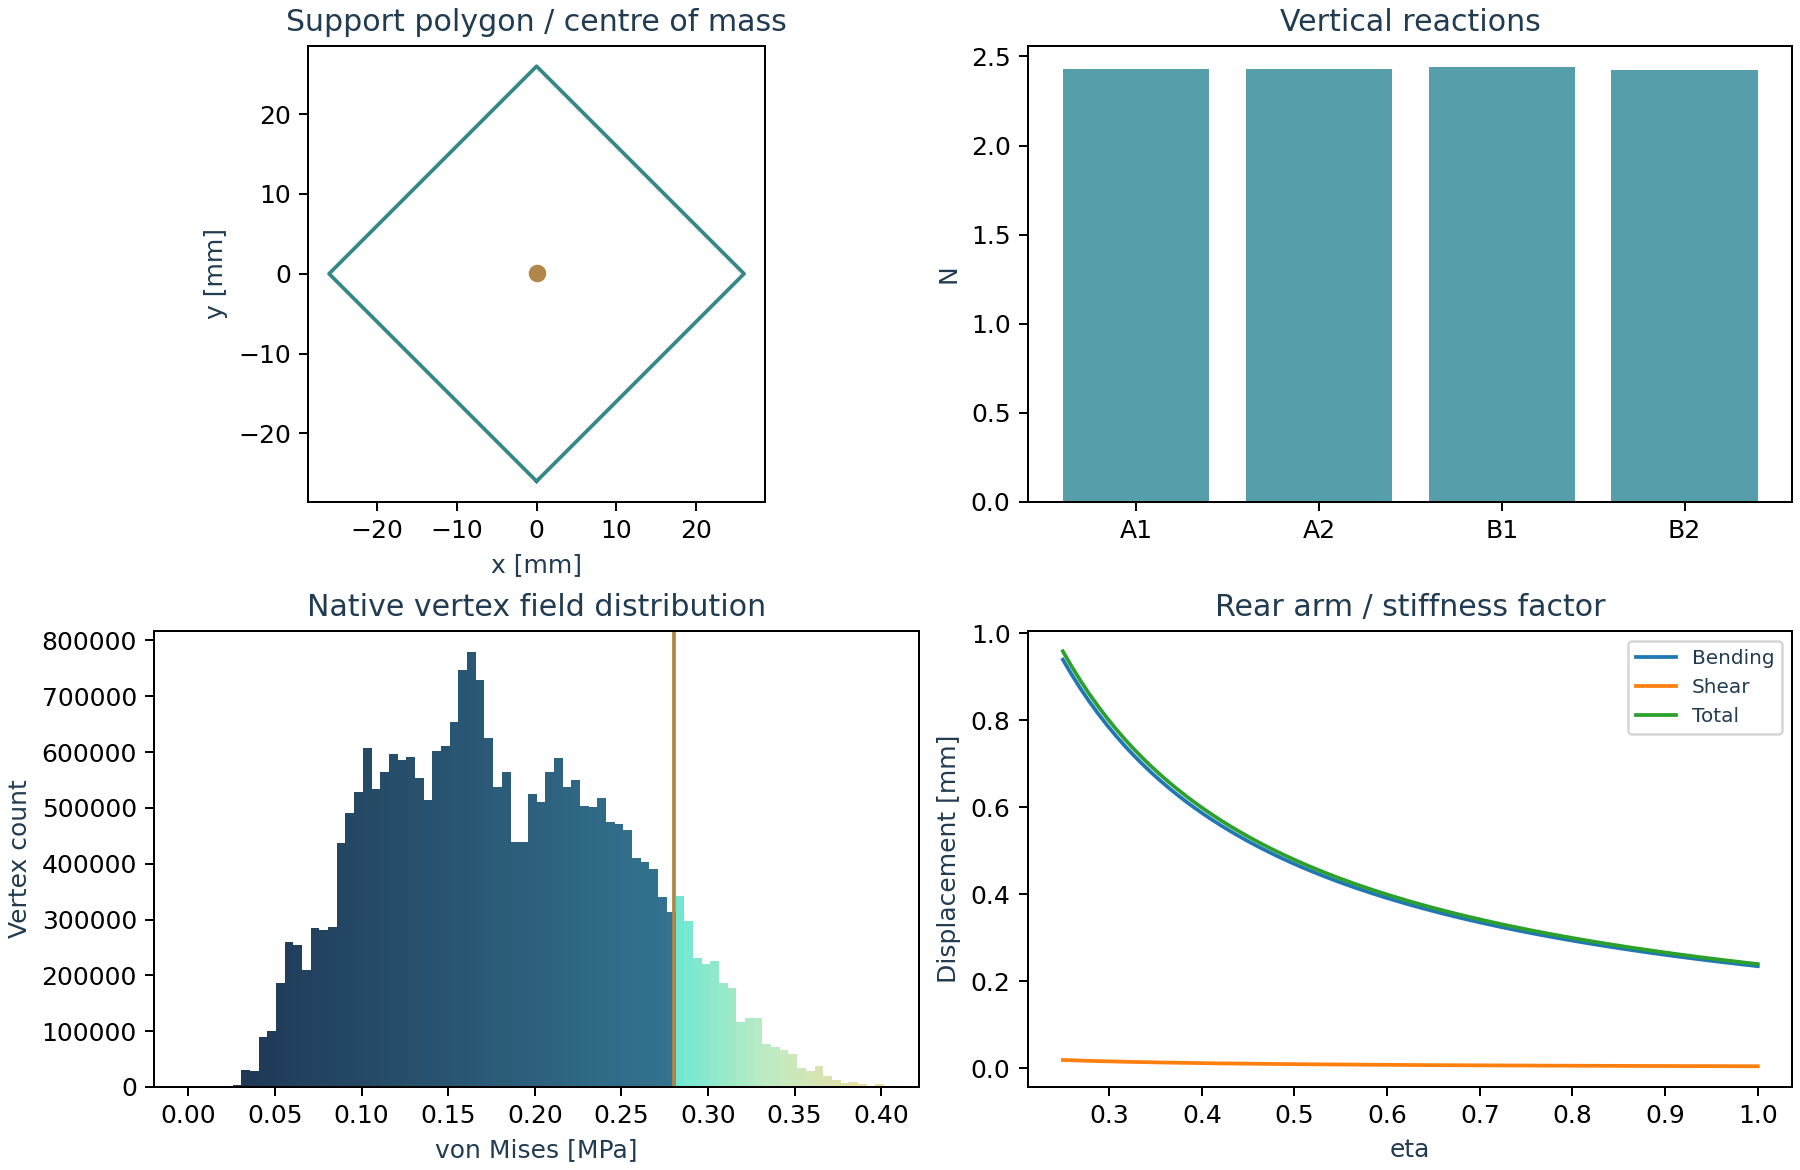 Support polygon / centre of mass
20
10
0
−10
−20
y [mm]
−20 −10 0 10 20
x [mm]
Vertical reactions
2.5
2.0
1.5
1.0
0.5
0.0
N
A1 A2 B1 B2
Native vertex field distribution
800000
700000
600000
500000
400000
300000
200000
100000
0
Vertex count
0.00 0.05 0.10 0.15 0.20 0.25 0.30 0.35 0.40
von Mises [MPa]
Rear arm / stiffness factor
1.0
0.8
0.6
0.4
0.2
0.0
Displacement [mm]
Bending
Shear
Total
0.3 0.4 0.5 0.6 0.7 0.8 0.9 1.0
eta